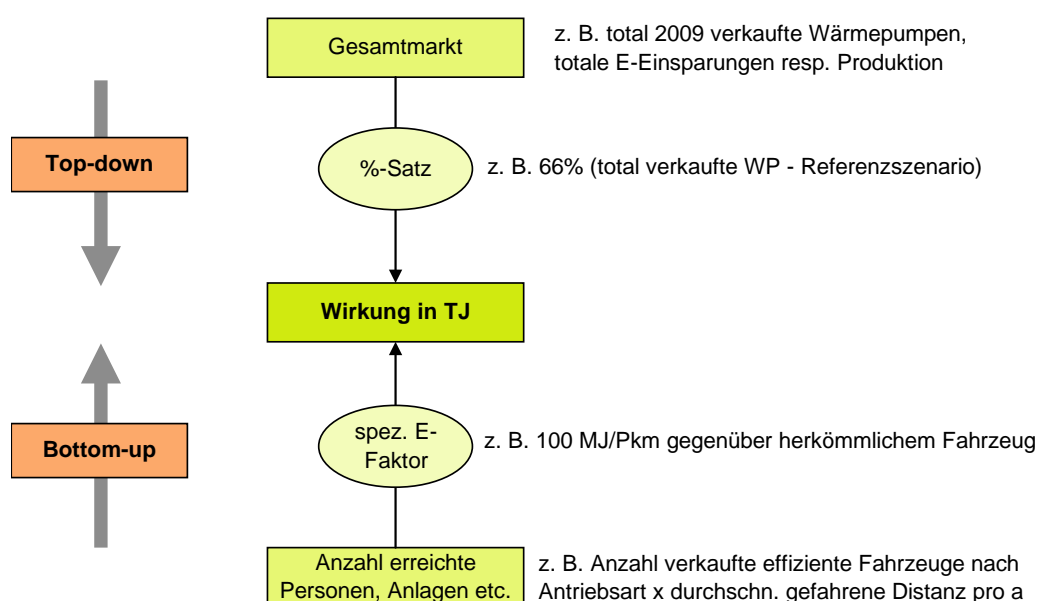 Gesamtmarkt
z. B. total 2009 verkaufte Wärmepumpen,
totale E-Einsparungen resp. Produktion
Top-down
%-Satz
z. B. 66% (total verkaufte WP - Referenzszenario)
Wirkung in TJ
Bottom-up
spez. E-
Faktor
z. B. 100 MJ/Pkm gegenüber herkömmlichem Fahrzeug
Anzahl erreichte
Personen, Anlagen etc.
z. B. Anzahl verkaufte effiziente Fahrzeuge nach
Antriebsart x durchschn. gefahrene Distanz pro a